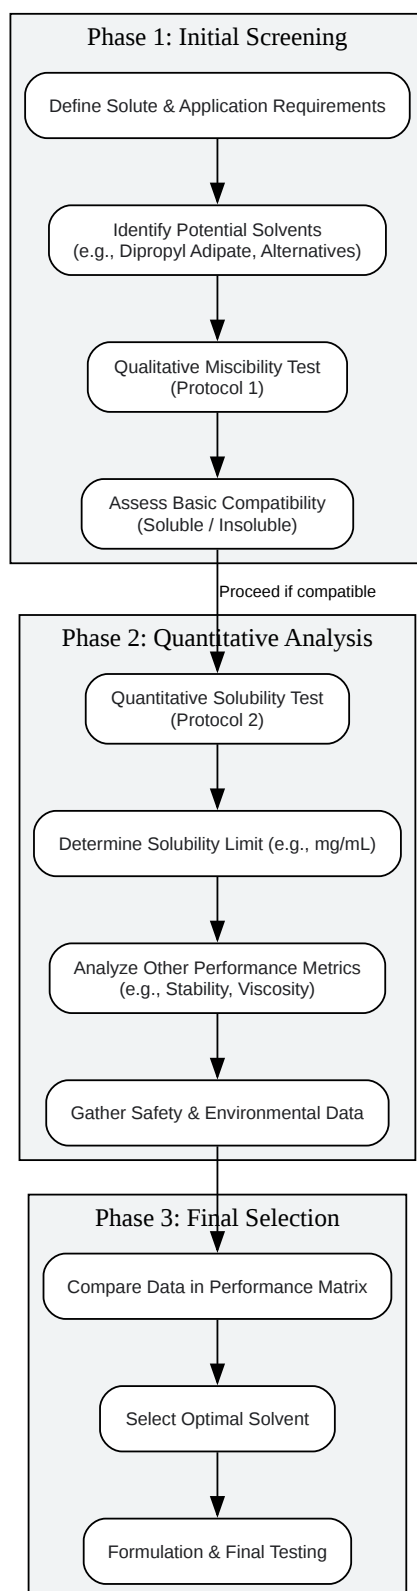 Phase 1: Initial Screening
Define Solute & Application Requirements
Identify Potential Solvents
(e.g., Dipropyl Adipate, Alternatives)
Qualitative Miscibility Test
(Protocol 1)
Assess Basic Compatibility
(Soluble / Insoluble)
Proceed if compatible
Phase 2: Quantitative Analysis
Quantitative Solubility Test
(Protocol 2)
Determine Solubility Limit (e.g., mg/mL)
Analyze Other Performance Metrics
(e.g., Stability, Viscosity)
Gather Safety & Environmental Data
Phase 3: Final Selection
Compare Data in Performance Matrix
Select Optimal Solvent
Formulation & Final Testing